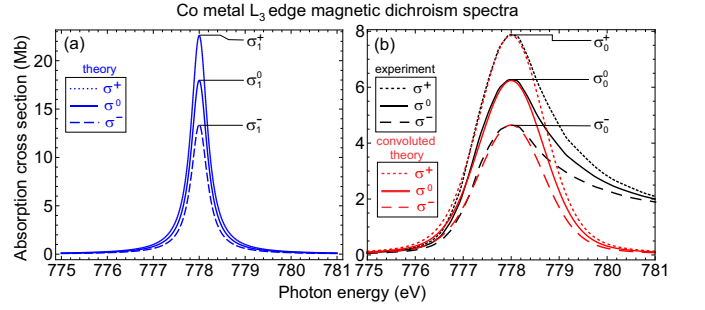 Co metal L3 edge magnetic dichroism spectra
Absorption cross section (Mb)
(a)
theory
σ+
σ0
σ−
σ1+
σ10
σ1−
20
15
10
5
0
775 776 777 778 779 780 781
(b)
experiment
σ+
σ0
σ−
convoluted
theory
σ+
σ0
σ−
σ0+
σ00
σ0−
8
6
4
2
0
775 776 777 778 779 780 781
Photon energy (eV)